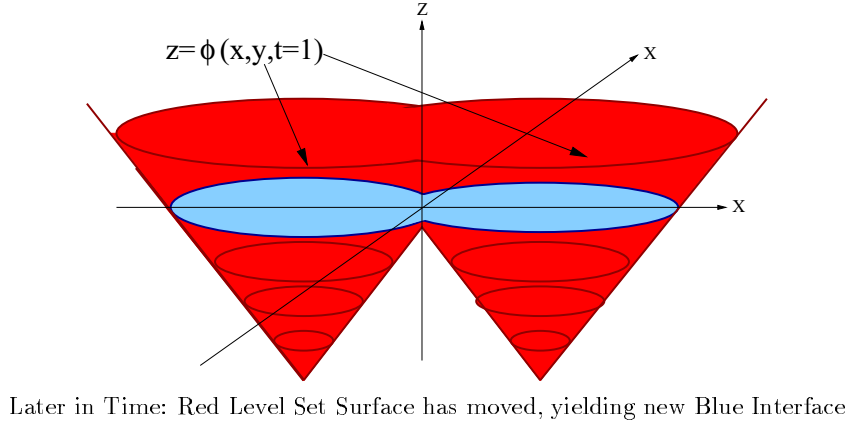 z
z= ϕ (x,y,t=1)
x
x
Later in Time: Red Level Set Surface has moved, yielding new Blue Interface